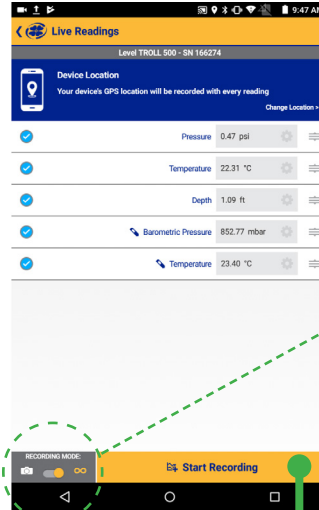 9:47 AM
Live Readings
Level TROLL 500 - SN 166274
Device Location
Your device's GPS location will be recorded with every reading
Change Location >
Pressure 0.47 psi
Temperature 22.31 °C
Depth 1.09 ft
Barometric Pressure 852.77 mbar
Temperature 23.40 °C
RECORDING MODE:
Start Recording